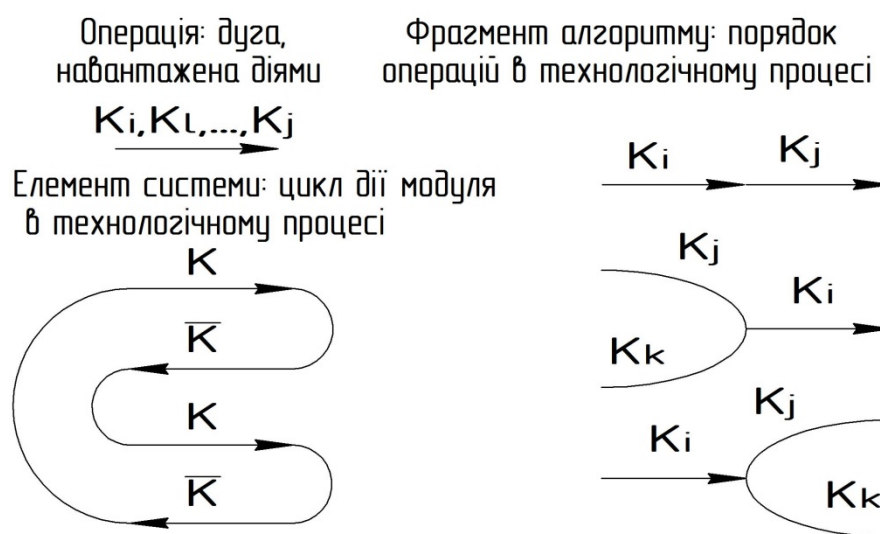 Операція: дуга,
навантажена діями
Ki,Kl,...,Kj
Елемент системи: цикл дії модуля
в технологічному процесі
K
K̅
K
K̅
Фрагмент алгоритму: порядок
операцій в технологічному процесі
Ki Kj
Kj
Ki
Kk
Kj
Ki
Kk